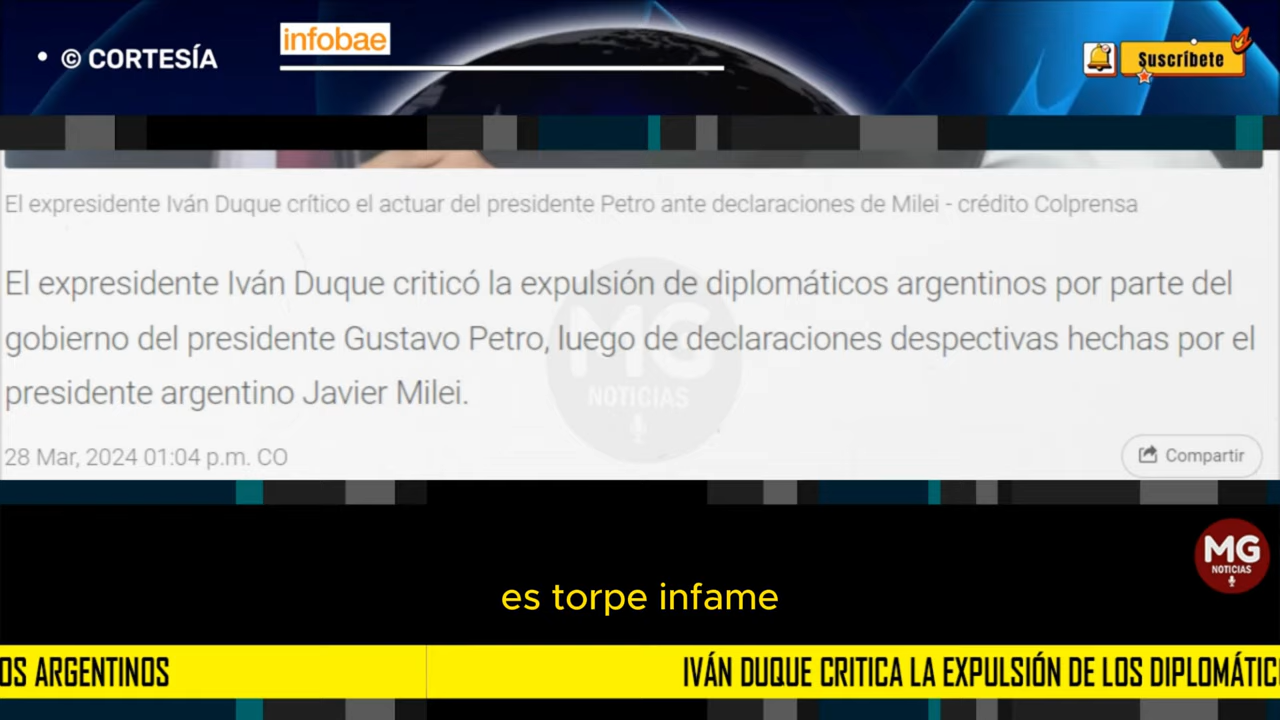 • © CORTESÍA
infobae
Suscríbete
El expresidente Iván Duque crítico el actuar del presidente Petro ante declaraciones de Milei - crédito Colprensa
El expresidente Iván Duque criticó la expulsión de diplomáticos argentinos por parte del
gobierno del presidente Gustavo Petro, luego de declaraciones despectivas hechas por el
presidente argentino Javier Milei.
MG
NOTICIAS
28 Mar, 2024 01:04 p.m. CO
Compartir
MG
NOTICIAS
es torpe infame
OS ARGENTINOS
IVÁN DUQUE CRITICA LA EXPULSIÓN DE LOS DIPLOMÁTIC